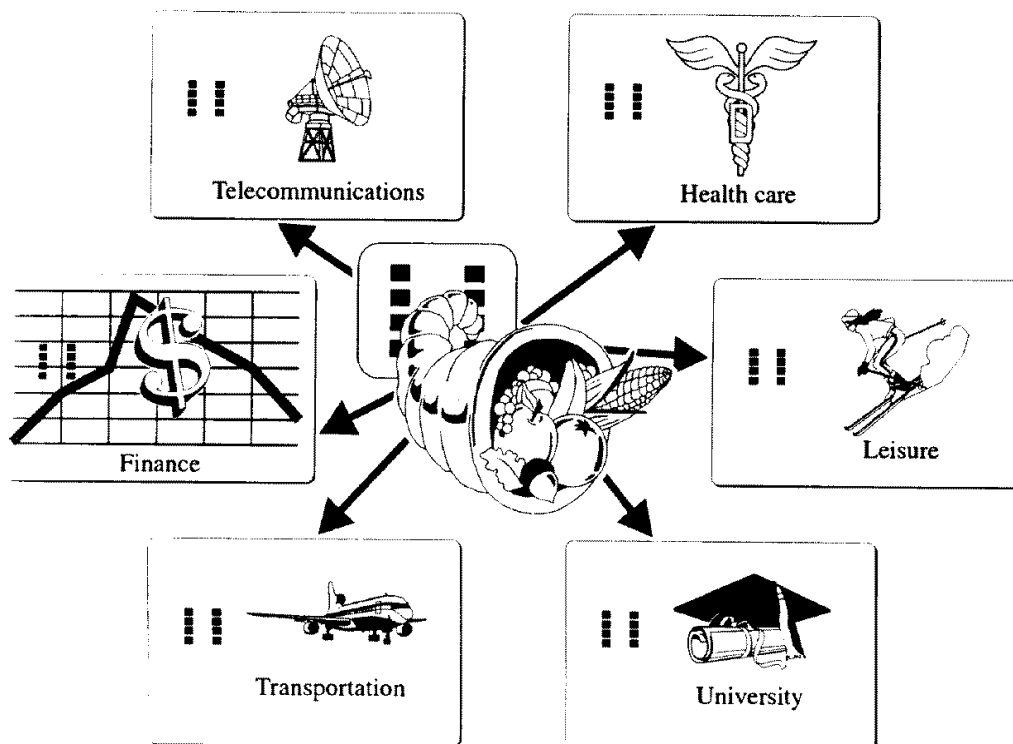 Telecommunications
Health care
Finance
Leisure
Transportation
University